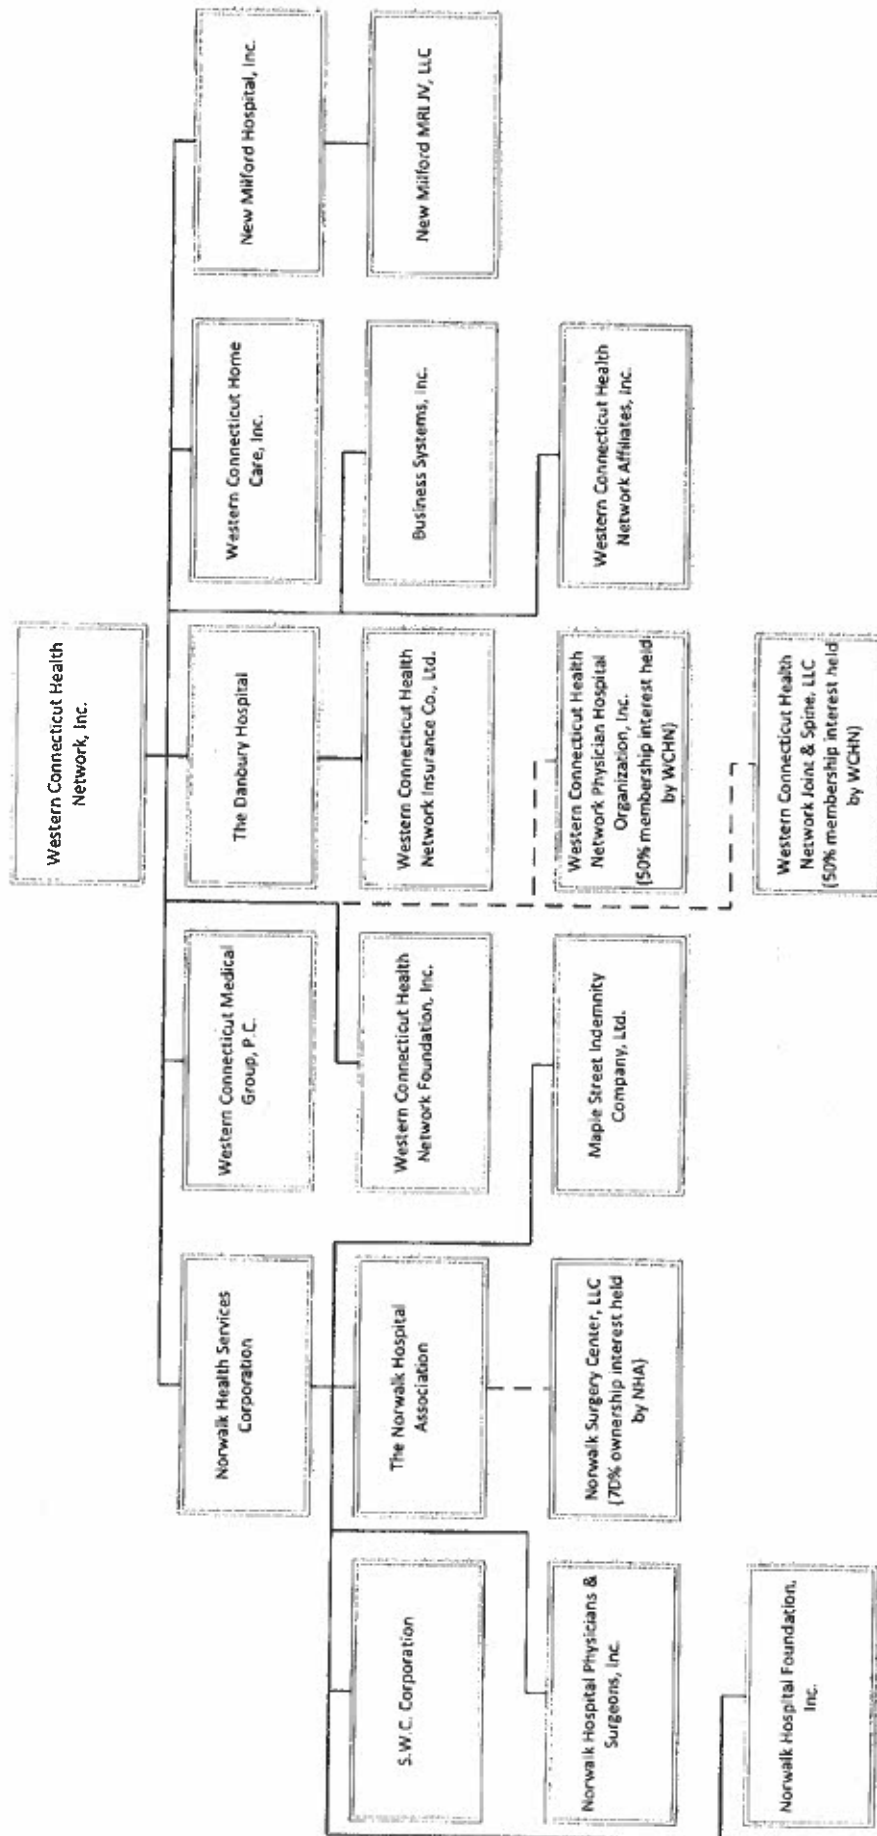 Western Connecticut Health
Network, Inc.
Norwalk Health Services
Corporation
Western Connecticut Medical
Group, P.C.
The Danbury Hospital
Western Connecticut Home
Care, Inc.
New Milford Hospital, Inc.
S.W.C. Corporation
The Norwalk Hospital
Association
Western Connecticut Health
Network Foundation, Inc.
Western Connecticut Health
Network Insurance Co., Ltd.
Business Systems, Inc.
New Milford MRI JV, LLC
Norwalk Hospital Physicians &
Surgeons, Inc.
Norwalk Surgery Center, LLC
(70% ownership interest held
by NHA)
Maple Street Indemnity
Company, Ltd.
Western Connecticut Health
Network Physician Hospital
Organization, Inc.
(50% membership interest held
by WCHN)
Western Connecticut Health
Network Affiliates, Inc.
Norwalk Hospital Foundation,
Inc.
Western Connecticut Health
Network Joint & Spine, LLC
(50% membership interest held
by WCHN)